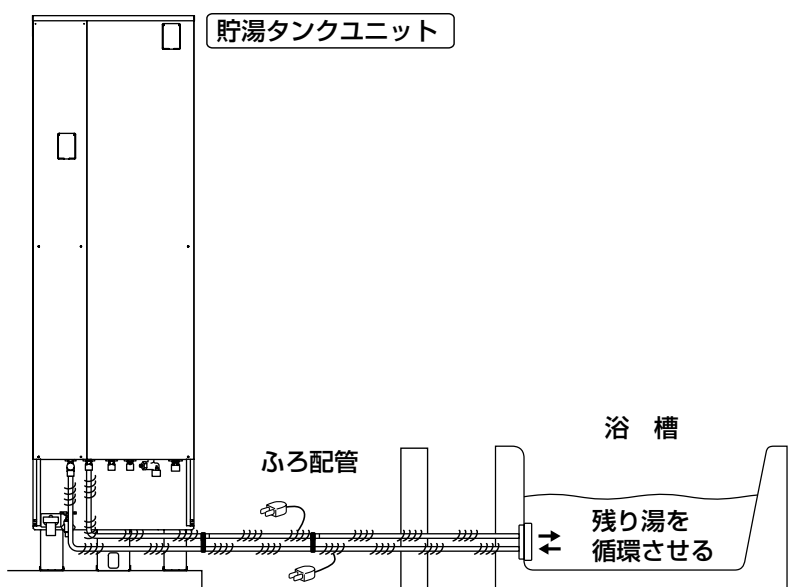 貯湯タンクユニット
浴 槽
ふろ配管
残り湯を
循環させる